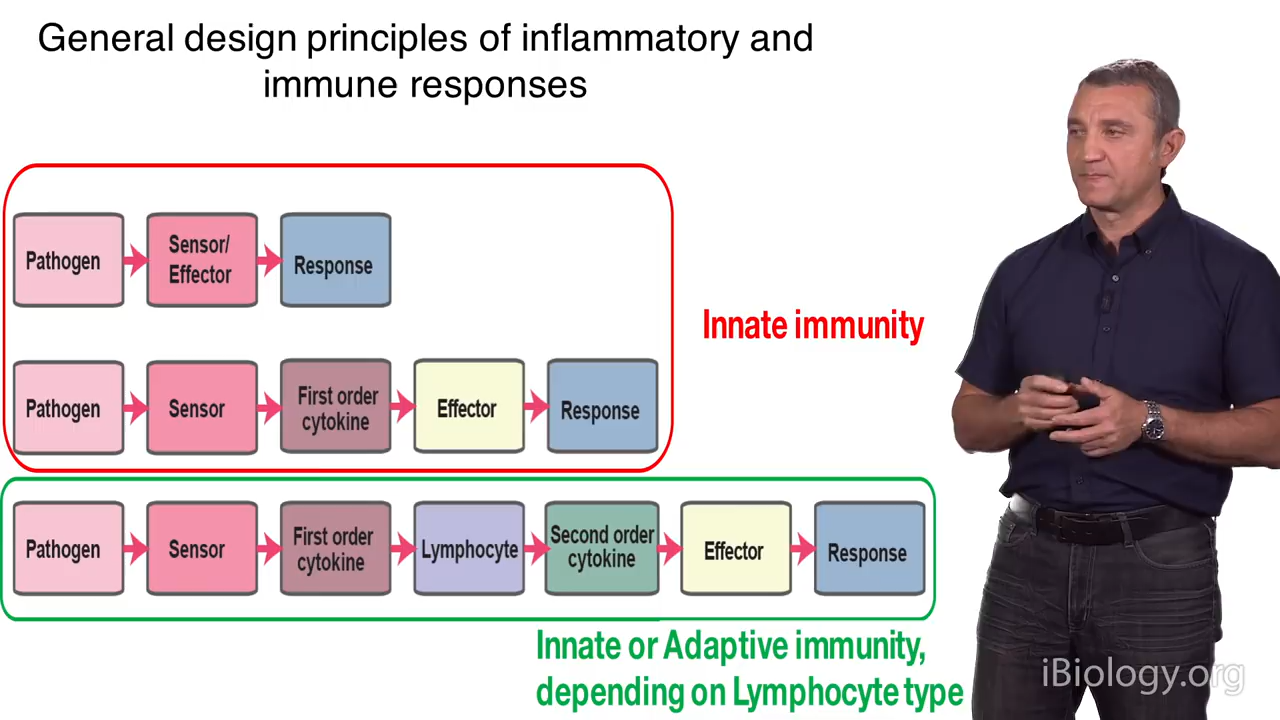 General design principles of inflammatory and
immune responses
Pathogen
Sensor/
Effector
Response
Innate immunity
Pathogen
Sensor
First order
cytokine
Effector
Response
Pathogen
Sensor
First order
cytokine
Lymphocyte
Second order
cytokine
Effector
Response
Innate or Adaptive immunity,
depending on Lymphocyte type
iBiology.org